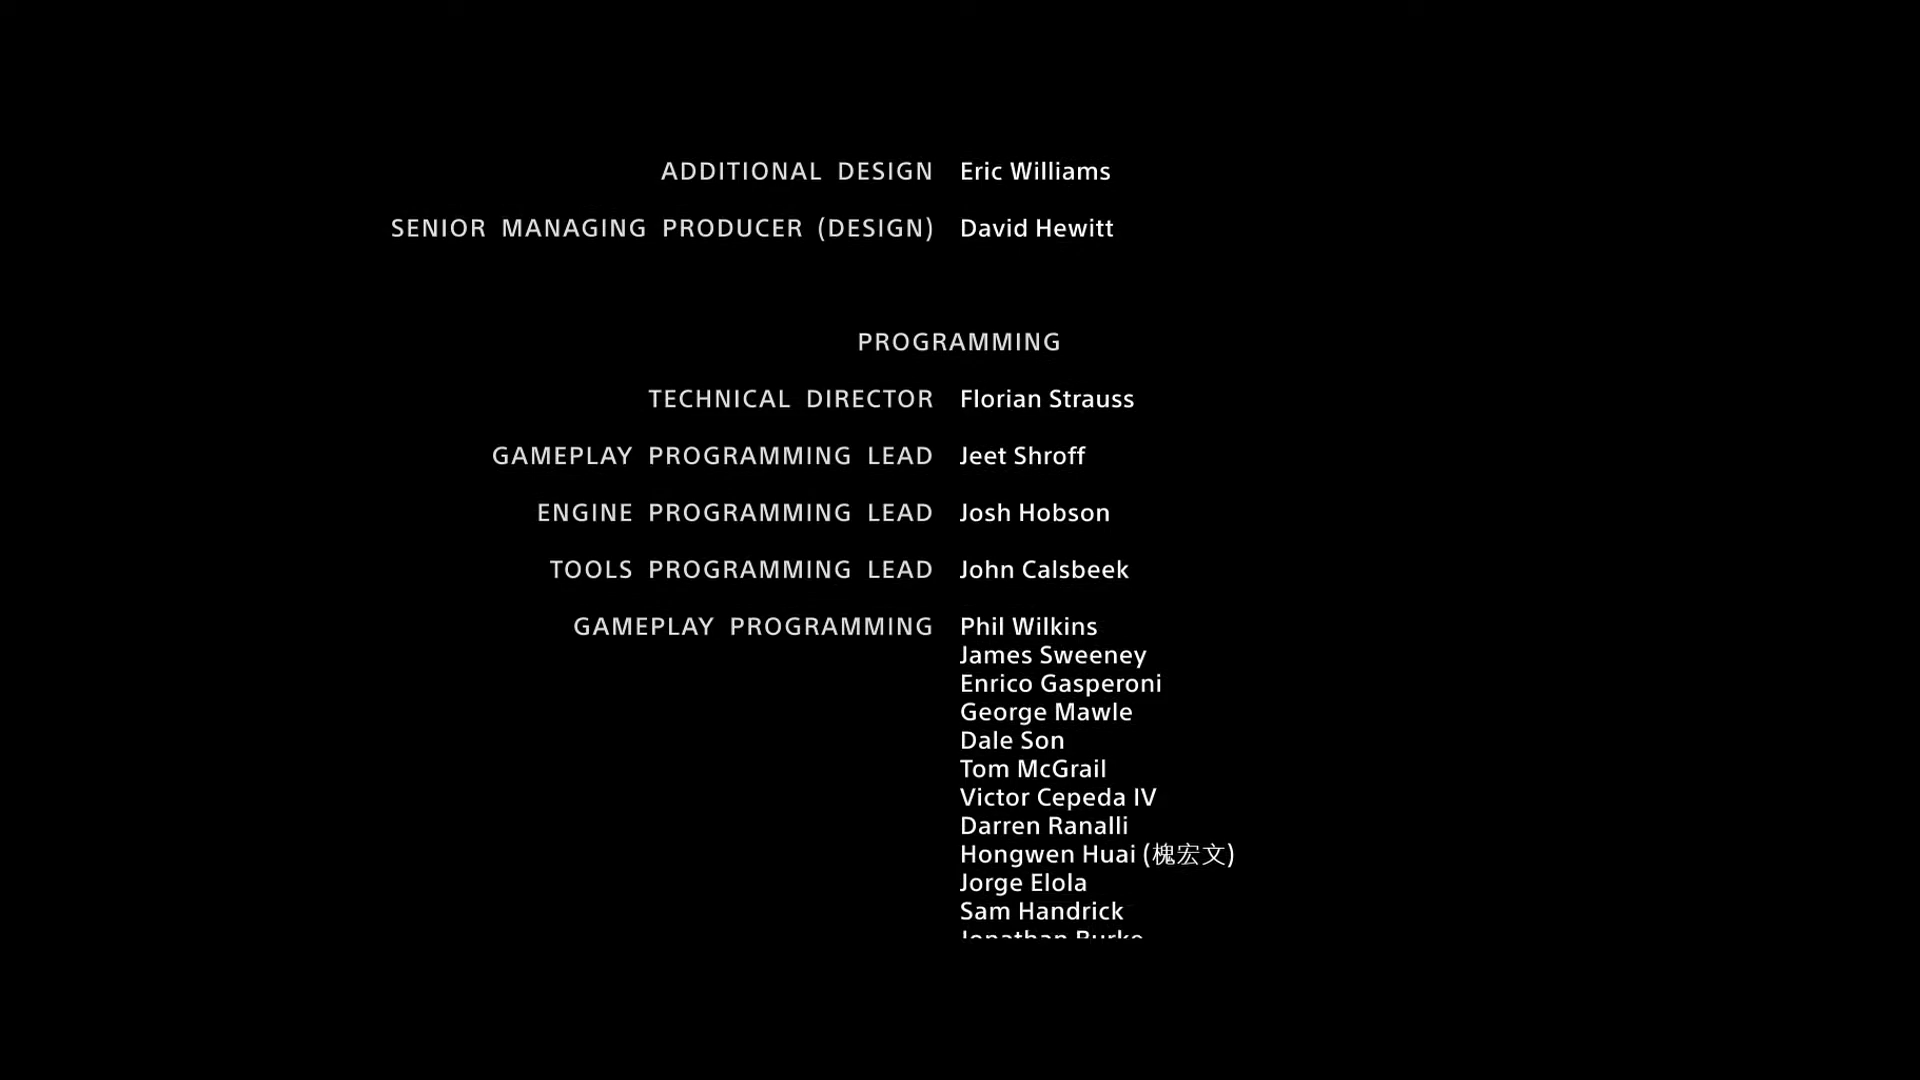 ADDITIONAL DESIGN Eric Williams
SENIOR MANAGING PRODUCER (DESIGN) David Hewitt
PROGRAMMING
TECHNICAL DIRECTOR Florian Strauss
GAMEPLAY PROGRAMMING LEAD Jeet Shroff
ENGINE PROGRAMMING LEAD Josh Hobson
TOOLS PROGRAMMING LEAD John Calsbeek
GAMEPLAY PROGRAMMING Phil Wilkins
James Sweeney
Enrico Gasperoni
George Mawle
Dale Son
Tom McGrail
Victor Cepeda IV
Darren Ranalli
Hongwen Huai (槐宏文)
Jorge Elola
Sam Handrick
Jonathan Burke